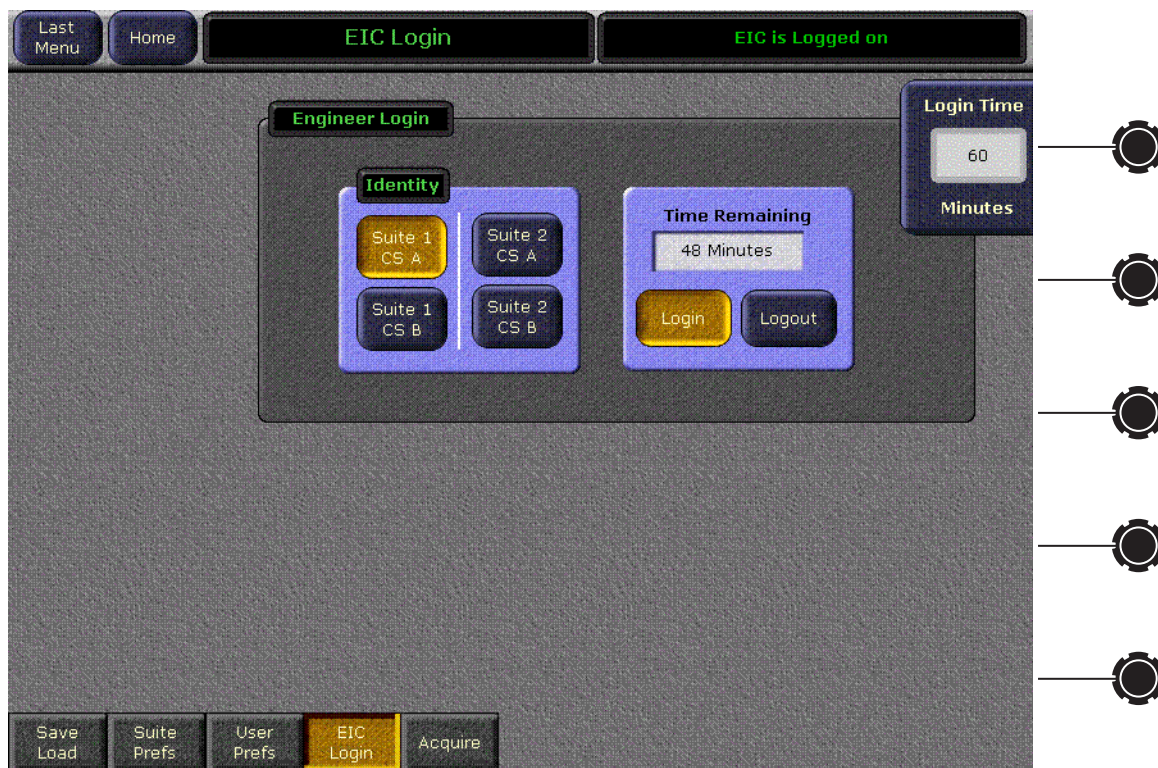 Last
Menu
Home
EIC Login
EIC is Logged on
Engineer Login
Login Time
60
Minutes
Identity
Suite 1
CS A
Suite 2
CS A
Suite 1
CS B
Suite 2
CS B
Time Remaining
48 Minutes
Login
Logout
Save
Load
Suite
Prefs
User
Prefs
EIC
Login
Acquire